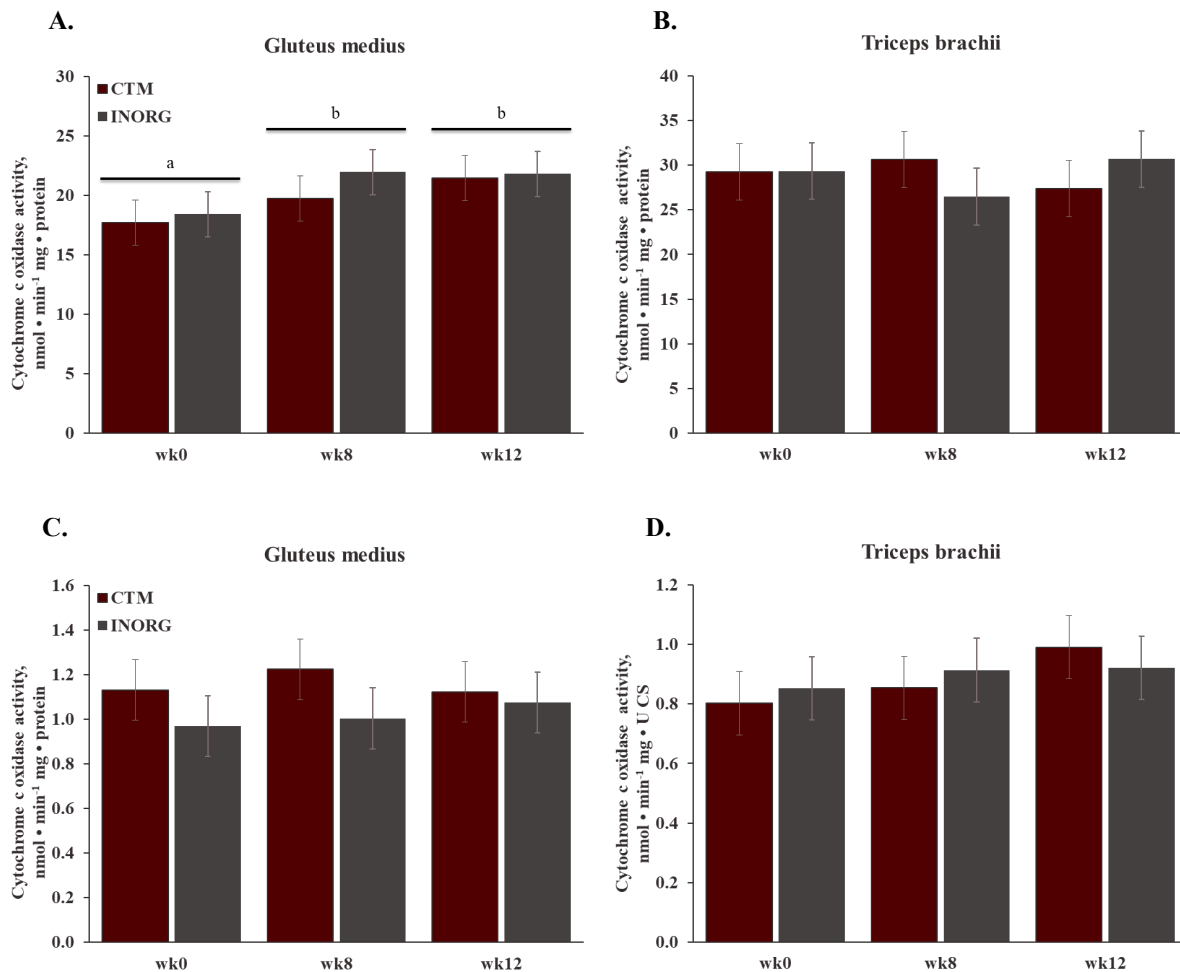 A.
Gluteus medius
Cytochrome c oxidase activity,
nmol • min⁻¹ mg • protein
30
25
20
15
10
5
0
CTM
INORG
a
b
b
wk0
wk8
wk12
B.
Triceps brachii
Cytochrome c oxidase activity,
nmol • min⁻¹ mg • protein
40
35
30
25
20
15
10
5
0
wk0
wk8
wk12
C.
Gluteus medius
Cytochrome c oxidase activity,
nmol • min⁻¹ mg • protein
1.6
1.4
1.2
1.0
0.8
0.6
0.4
0.2
0.0
CTM
INORG
wk0
wk8
wk12
D.
Triceps brachii
Cytochrome c oxidase activity,
nmol • min⁻¹ mg • U CS
1.2
1.0
0.8
0.6
0.4
0.2
0.0
wk0
wk8
wk12